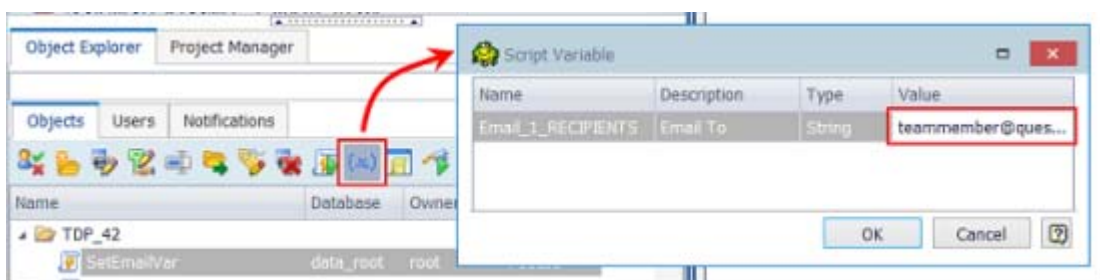 Object Explorer Project Manager
Objects Users Notifications
Name Database Owner
TDP_42
SetEmailVar data_root root
Script Variable
Name Description Type Value
Email_1_RECIPIENTS Email To String teammember@ques...
OK Cancel